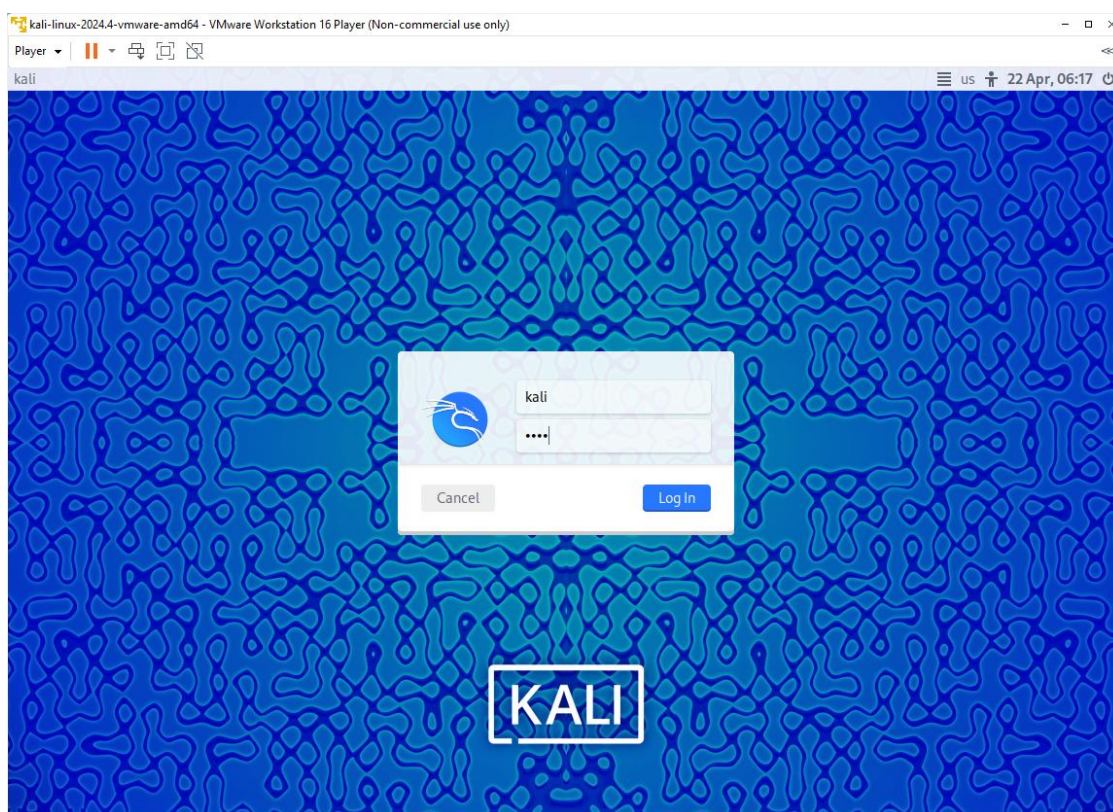 kali-linux-2024.4-vmware-amd64 - VMware Workstation 16 Player (Non-commercial use only)
Player
kali
us 22 Apr, 06:17
kali
••••
Cancel
Log In
KALI